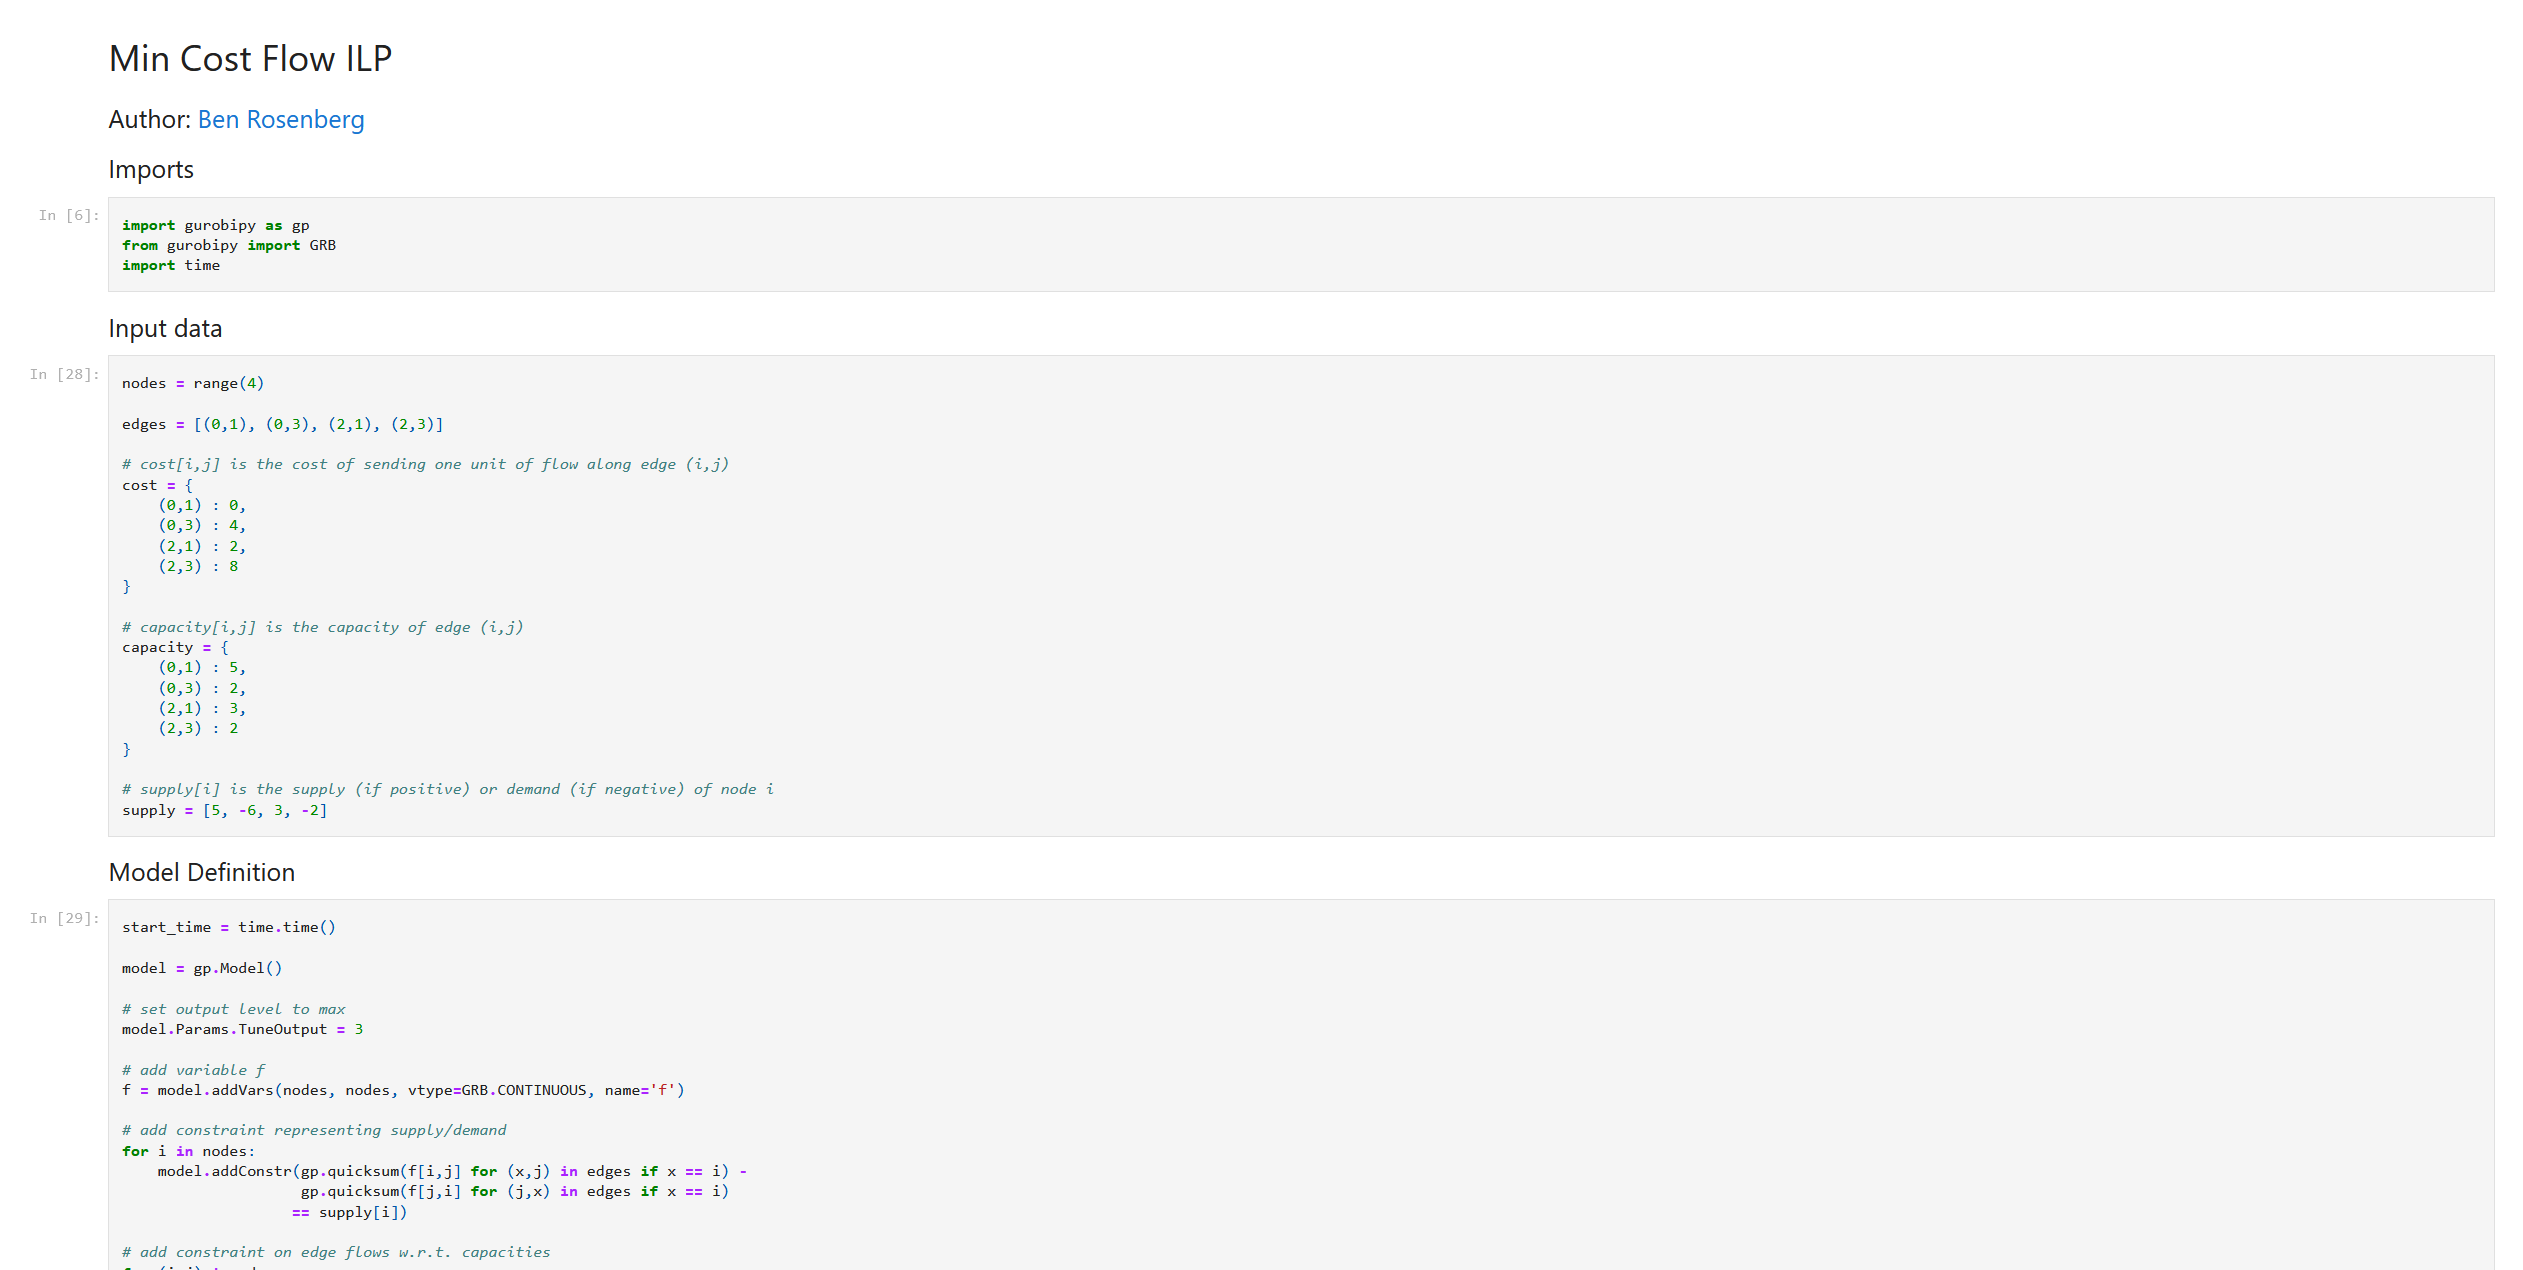 Min Cost Flow ILP
Author: Ben Rosenberg
Imports
In [6]:
import gurobipy as gp
from gurobipy import GRB
import time
Input data
In [28]:
nodes = range(4)
edges = [(0,1), (0,3), (2,1), (2,3)]
# cost[i,j] is the cost of sending one unit of flow along edge (i,j)
cost = {
(0,1) : 0,
(0,3) : 4,
(2,1) : 2,
(2,3) : 8
}
# capacity[i,j] is the capacity of edge (i,j)
capacity = {
(0,1) : 5,
(0,3) : 2,
(2,1) : 3,
(2,3) : 2
}
# supply[i] is the supply (if positive) or demand (if negative) of node i
supply = [5, -6, 3, -2]
Model Definition
In [29]:
start_time = time.time()
model = gp.Model()
# set output level to max
model.Params.TuneOutput = 3
# add variable f
f = model.addVars(nodes, nodes, vtype=GRB.CONTINUOUS, name='f')
# add constraint representing supply/demand
for i in nodes:
model.addConstr(gp.quicksum(f[i,j] for (x,j) in edges if x == i) -
gp.quicksum(f[j,i] for (j,x) in edges if x == i)
== supply[i])
# add constraint on edge flows w.r.t. capacities